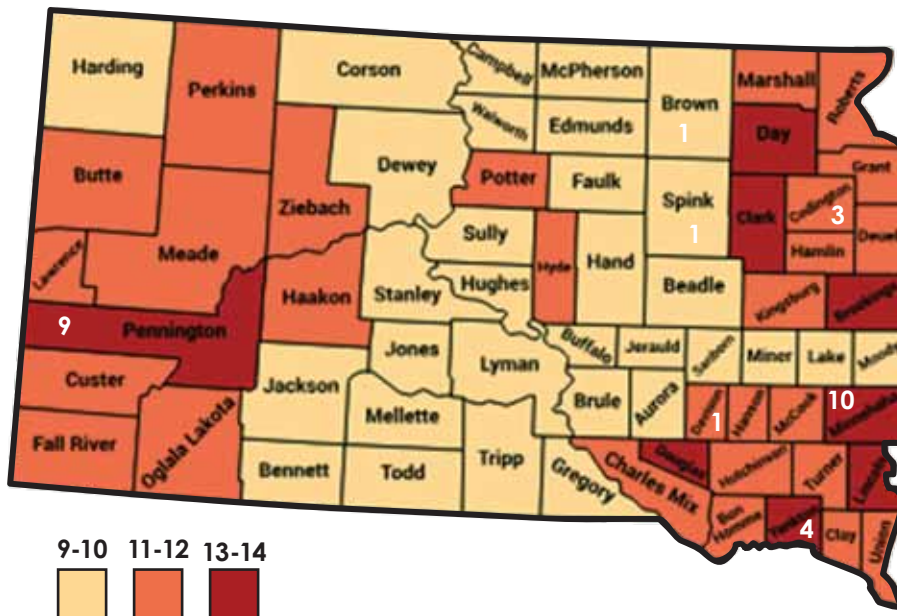 Harding
Perkins
Corson
Campbell
McPherson
Brown
1
Marshall
Roberts
Walworth
Edmunds
Day
Butte
Dewey
Potter
Faulk
Grant
Ziebach
Spink
1
Clark
Codington
3
Meade
Sully
Hyde
Hand
Hamlin
Deuel
Lawrence
Haakon
Stanley
Hughes
Beadle
Kingsburg
Brookings
9
Pennington
Jones
Lyman
Buffalo
Jerauld
Sanborn
Miner
Lake
Moody
Custer
Jackson
Mellette
Brule
Aurora
Davison
1
Hanson
McCook
10
Minnehaha
Fall River
Oglala Lakota
Bennett
Todd
Tripp
Gregory
Charles Mix
Douglas
Hutchinson
Turner
Lincoln
Bon Homme
Yankton
4
Clay
Union
9-10 11-12 13-14